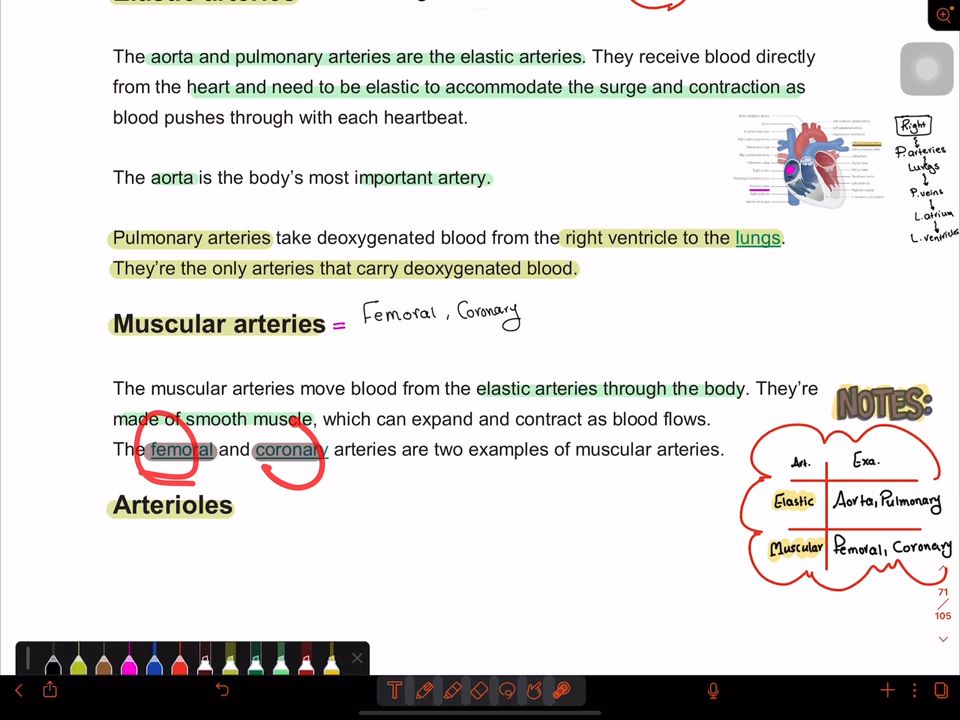 Elastic arteries
The aorta and pulmonary arteries are the elastic arteries. They receive blood directly
from the heart and need to be elastic to accommodate the surge and contraction as
blood pushes through with each heartbeat.
Right
P.arteries
Lungs
P.veins
L.atrium
L.ventricles
The aorta is the body’s most important artery.
Pulmonary arteries take deoxygenated blood from the right ventricle to the lungs.
They’re the only arteries that carry deoxygenated blood.
Muscular arteries = Femoral, Coronary
The muscular arteries move blood from the elastic arteries through the body. They’re
made of smooth muscle, which can expand and contract as blood flows.
The femoral and coronary arteries are two examples of muscular arteries.
NOTES:
Art. Exa.
Elastic Aorta, Pulmonary
Muscular Femoral, Coronary
Arterioles
71
/
105